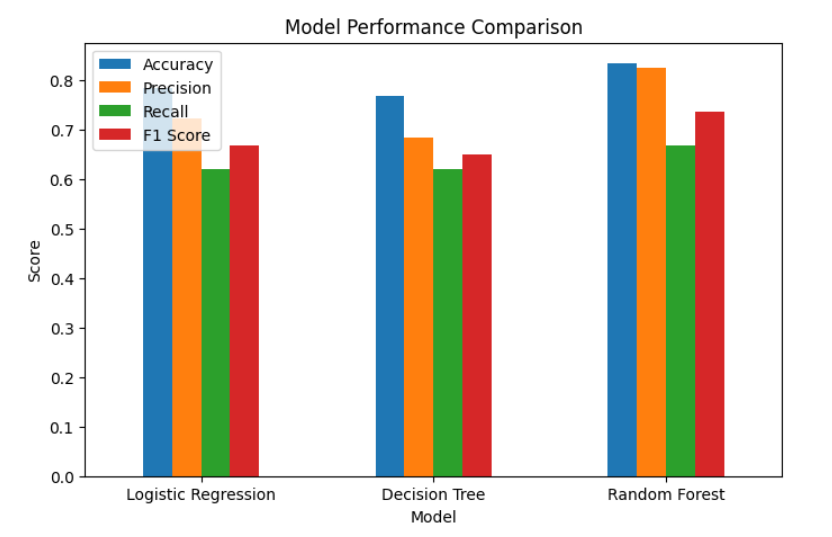 Model Performance Comparison
Accuracy
Precision
Recall
F1 Score
0.8
0.7
0.6
0.5
0.4
0.3
0.2
0.1
0.0
Score
Logistic Regression
Decision Tree
Random Forest
Model